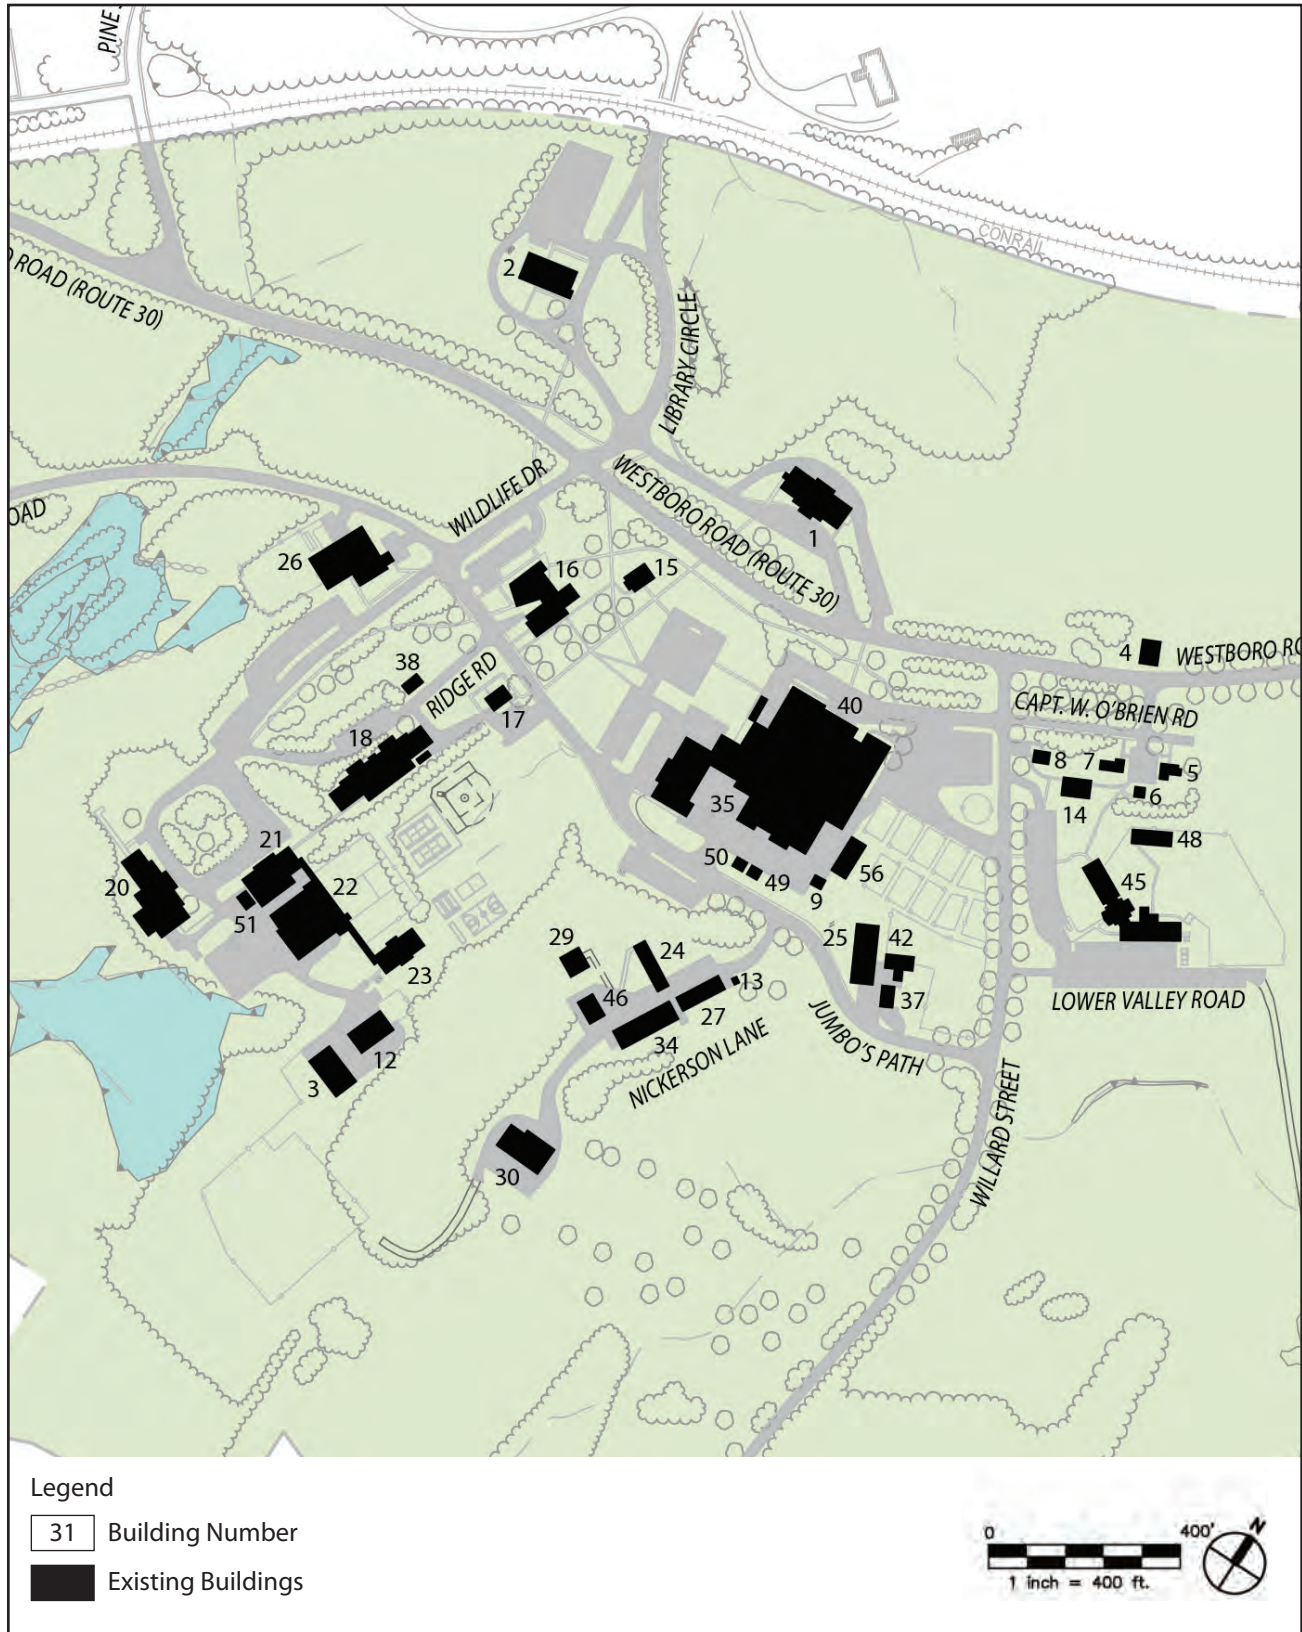 PINE
CONRAIL
2
D ROAD (ROUTE 30)
LIBRARY CIRCLE
WILDLIFE DR
WESTBORO ROAD (ROUTE 30)
OAD
1
26
16
15
4
WESTBORO RO
38
RIDGE RD
17
40
CAPT. W. O'BRIEN RD
18
8
7
5
35
6
14
21
48
50
49
56
20
22
45
51
9
29
24
25
42
23
13
46
27
37
LOWER VALLEY ROAD
12
34
NICKERSON LANE
JUMBO'S PATH
3
WILLARD STREET
30
Legend
31 Building Number
Existing Buildings
0 400'
N
1 inch = 400 ft.